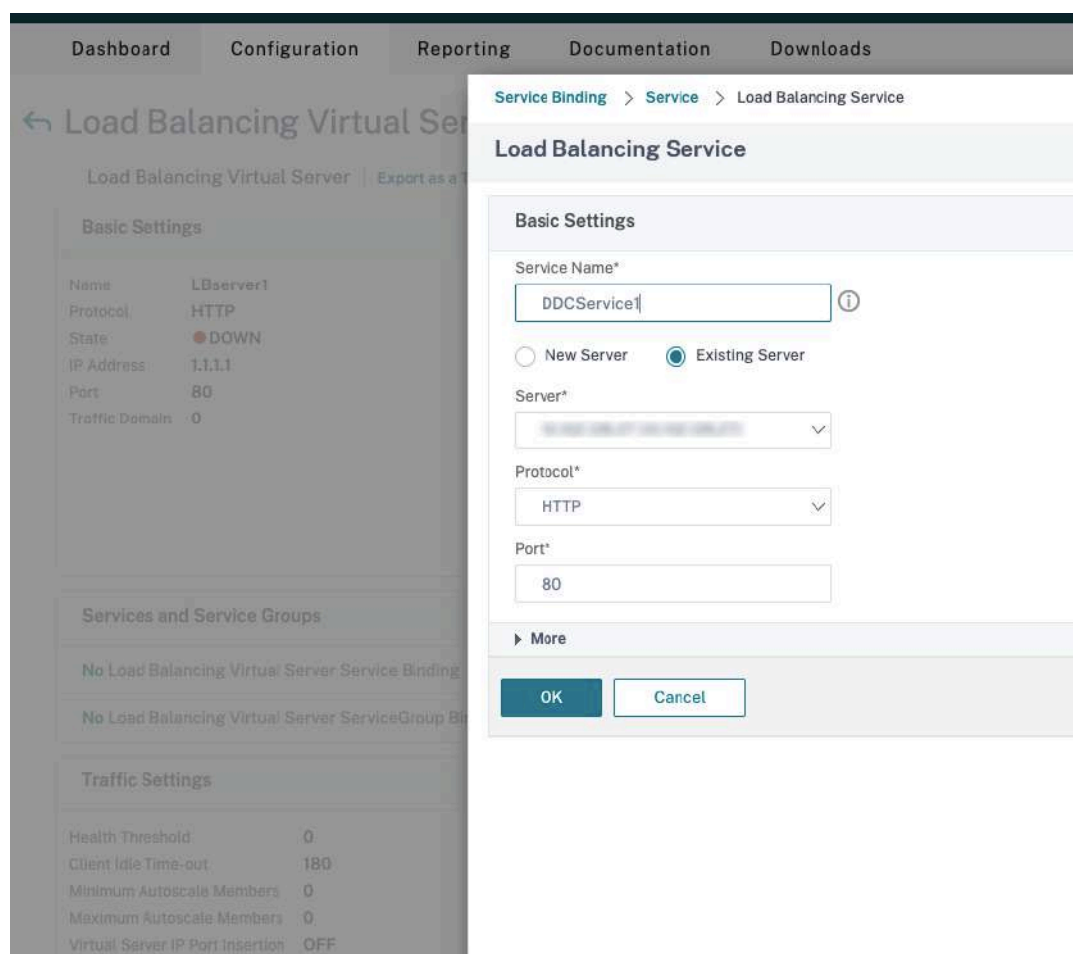 Dashboard Configuration Reporting Documentation Downloads
Load Balancing Virtual Ser
Load Balancing Virtual Server | Export as a T
Basic Settings
Name LBserver1
Protocol HTTP
State DOWN
IP Address 1.1.1.1
Port 80
Traffic Domain 0
Services and Service Groups
No Load Balancing Virtual Server Service Binding
No Load Balancing Virtual Server ServiceGroup Bi
Traffic Settings
Health Threshold 0
Client Idle Time-out 180
Minimum Autoscale Members 0
Maximum Autoscale Members 0
Virtual Server IP Port Insertion OFF
Service Binding > Service > Load Balancing Service
Load Balancing Service
Basic Settings
Service Name*
DDCService1
New Server Existing Server
Server*
Protocol*
HTTP
Port*
80
More
OK Cancel